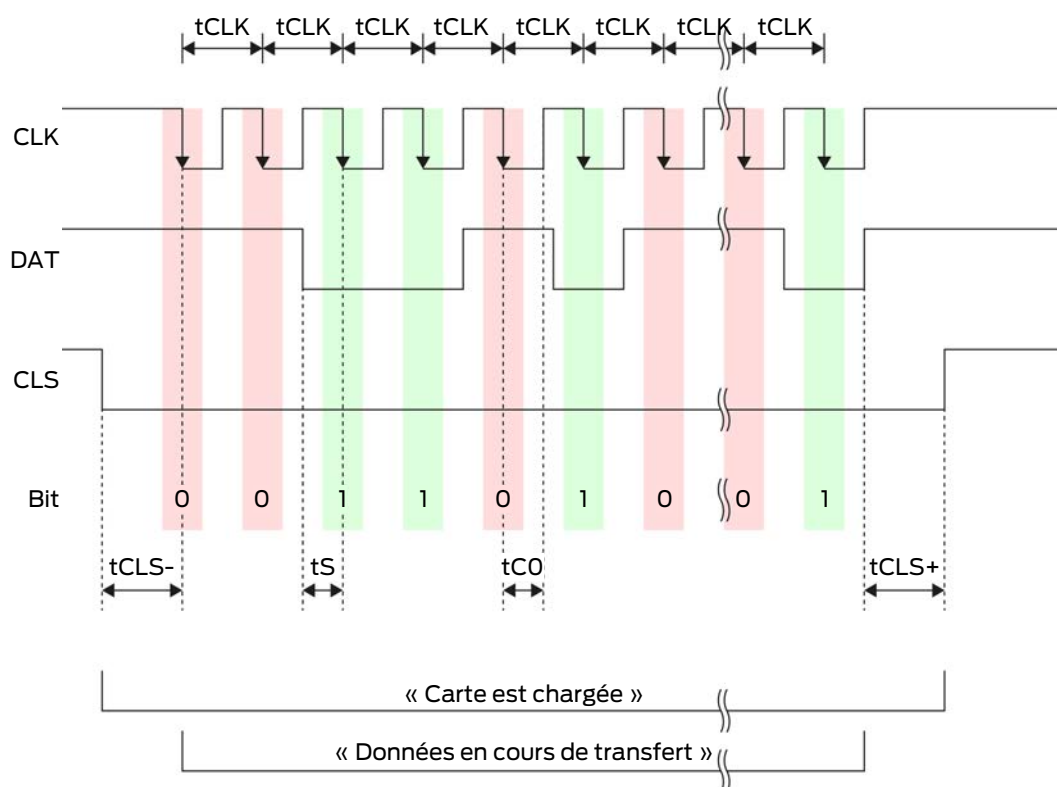 tCLK tCLK tCLK tCLK tCLK tCLK tCLK tCLK
CLK
DAT
CLS
Bit 0 0 1 1 0 1 0 0 1
tCLS- tS tC0 tCLS+
« Carte est chargée »
« Données en cours de transfert »